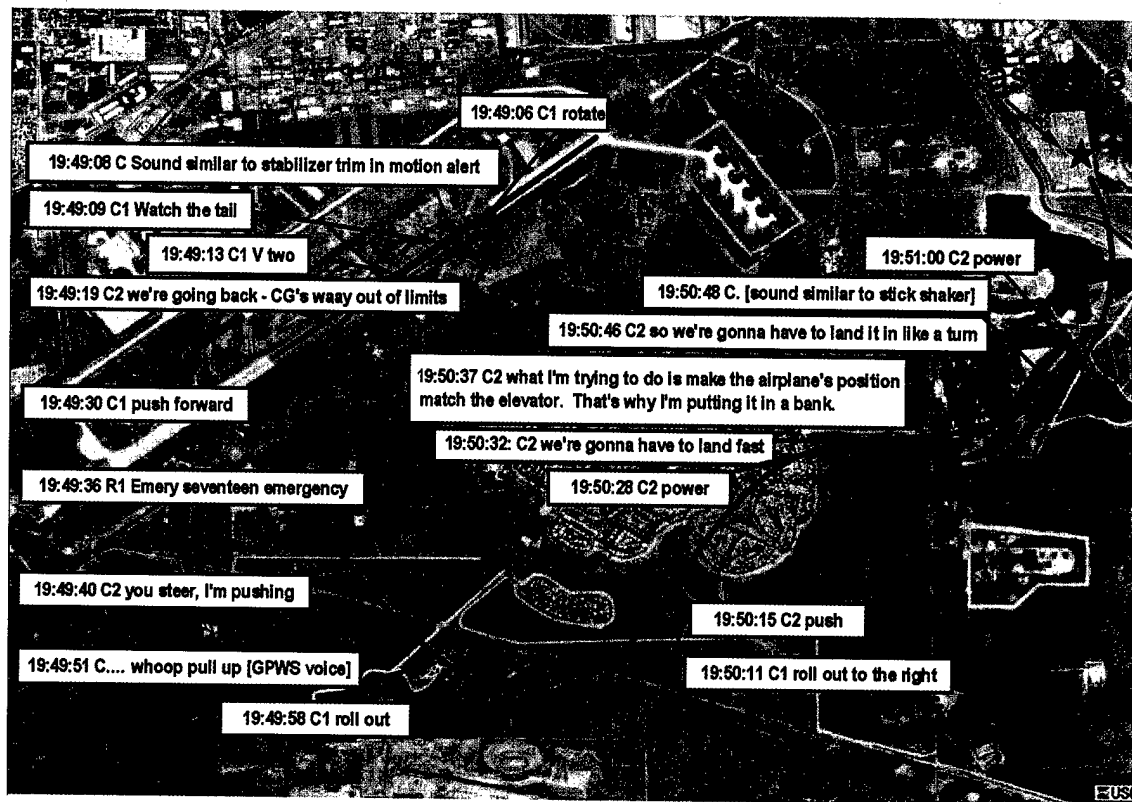 19:49:06 C1 rotate
19:49:08 C Sound similar to stabilizer trim in motion alert
19:49:09 C1 Watch the tail
19:49:13 C1 V two
19:49:19 C2 we're going back - CG's waay out of limits
19:49:30 C1 push forward
19:49:36 R1 Emery seventeen emergency
19:49:40 C2 you steer, I'm pushing
19:49:51 C.... whoop pull up [GPWS voice]
19:49:58 C1 roll out
19:50:11 C1 roll out to the right
19:50:15 C2 push
19:50:28 C2 power
19:50:32: C2 we're gonna have to land fast
19:50:37 C2 what I'm trying to do is make the airplane's position
match the elevator. That's why I'm putting it in a bank.
19:50:46 C2 so we're gonna have to land it in like a turn
19:50:48 C. [sound similar to stick shaker]
19:51:00 C2 power